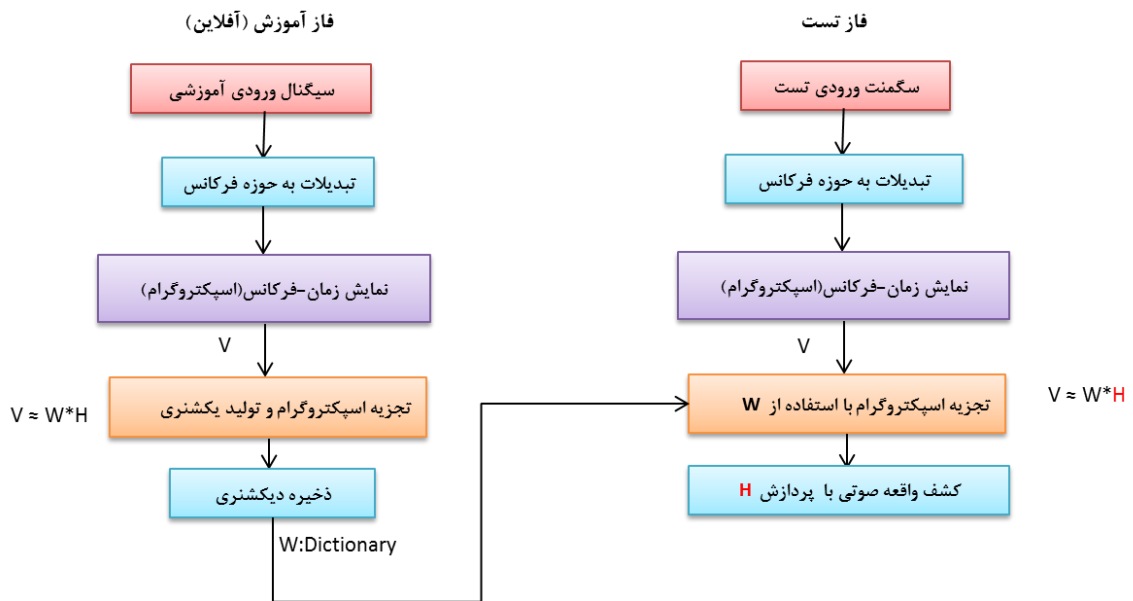 فاز آموزش (آفلاین)
سیگنال ورودی آموزشی
تبدیلات به حوزه فرکانس
نمایش زمان-فرکانس(اسپکتروگرام)
V
V ≈ W*H
تجزیه اسپکتروگرام و تولید یکشنری
ذخیره دیکشنری
W:Dictionary
فاز تست
سگمنت ورودی تست
تبدیلات به حوزه فرکانس
نمایش زمان-فرکانس(اسپکتروگرام)
V
تجزیه اسپکتروگرام با استفاده از W
V ≈ W*H
کشف واقعه صوتی با پردازش H